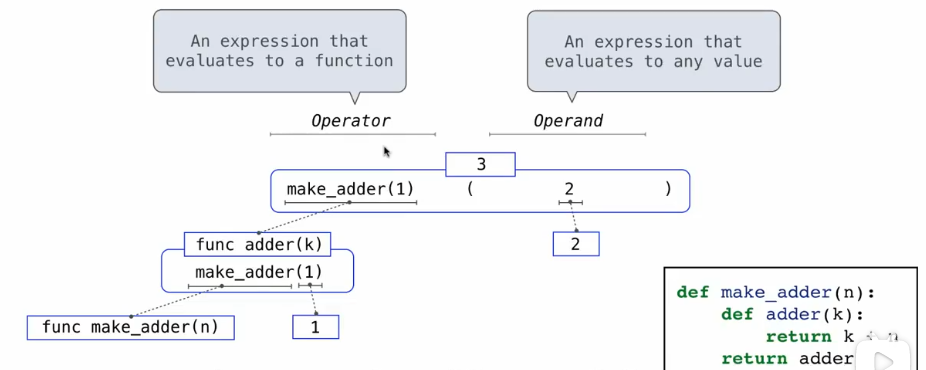 An expression that
evaluates to a function
An expression that
evaluates to any value
Operator Operand
3
make_adder(1) ( 2 )
func adder(k) 2
make_adder(1)
func make_adder(n) 1
def make_adder(n):
def adder(k):
return k + n
return adder